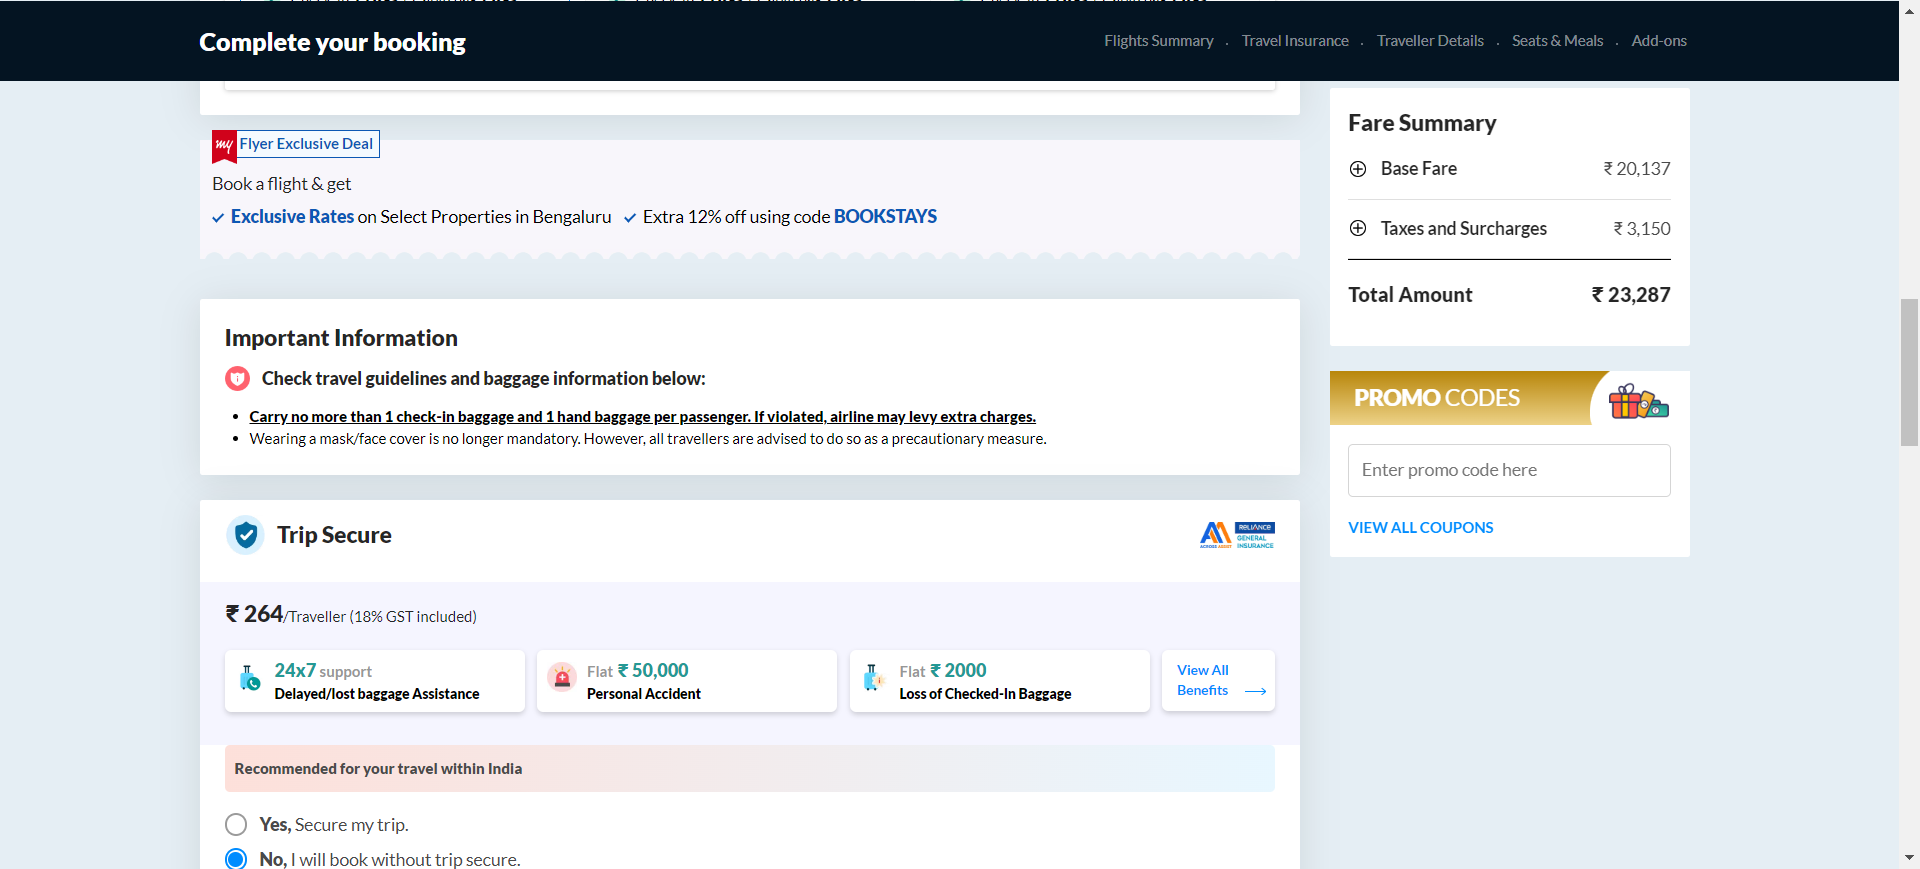 Complete your booking
Flights Summary . Travel Insurance . Traveller Details . Seats & Meals . Add-ons
my Flyer Exclusive Deal
Book a flight & get
Exclusive Rates on Select Properties in Bengaluru Extra 12% off using code BOOKSTAYS
Important Information
Check travel guidelines and baggage information below:
• Carry no more than 1 check-in baggage and 1 hand baggage per passenger. If violated, airline may levy extra charges.
• Wearing a mask/face cover is no longer mandatory. However, all travellers are advised to do so as a precautionary measure.
Trip Secure
ACROSS ASSIST
RELIANCE
GENERAL
INSURANCE
₹ 264/Traveller (18% GST included)
24x7 support
Delayed/lost baggage Assistance
Flat ₹ 50,000
Personal Accident
Flat ₹ 2000
Loss of Checked-In Baggage
View All
Benefits
Recommended for your travel within India
Yes, Secure my trip.
No, I will book without trip secure.
Fare Summary
Base Fare ₹ 20,137
Taxes and Surcharges ₹ 3,150
Total Amount ₹ 23,287
PROMO CODES
Enter promo code here
VIEW ALL COUPONS